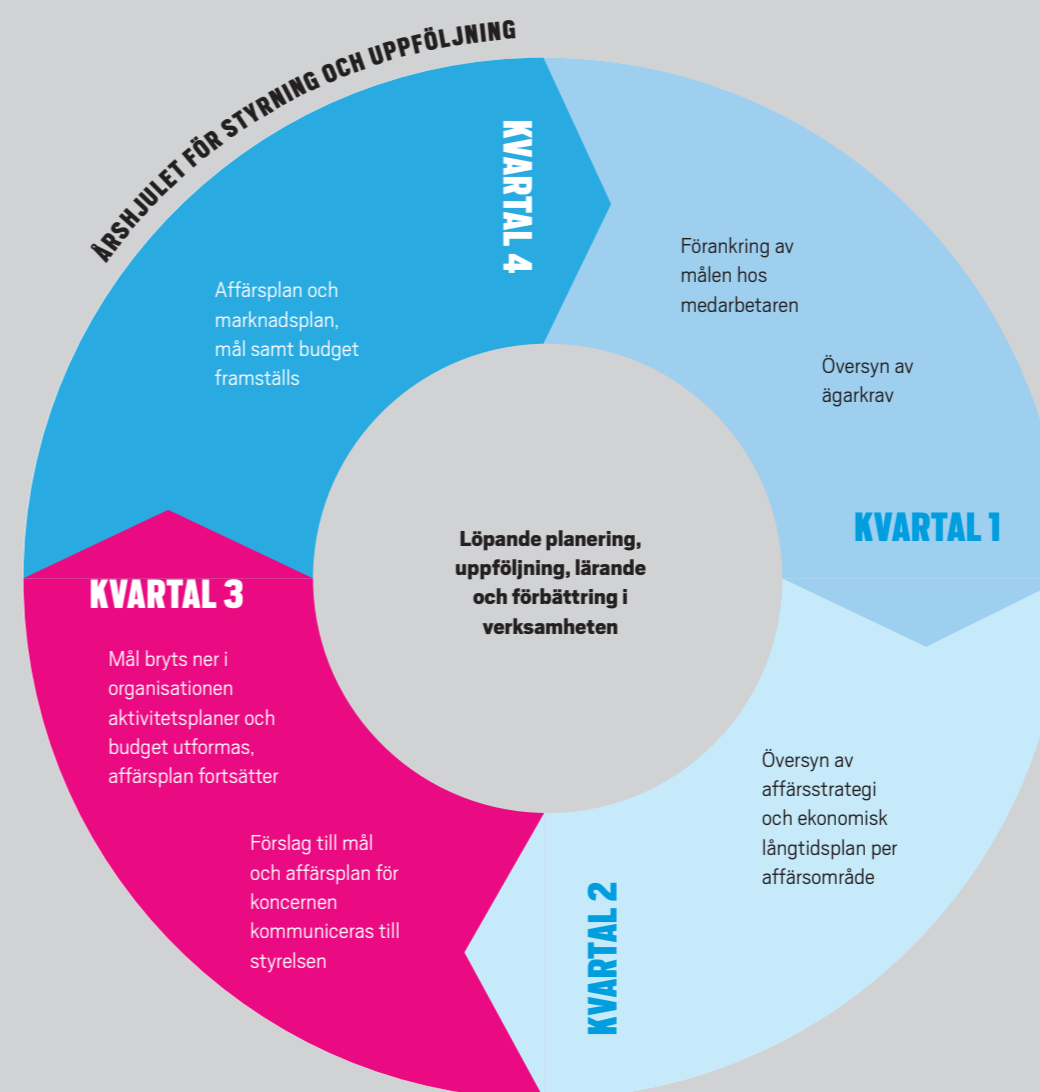 ÅRSHJULET FÖR STYRNING OCH UPPFÖLJNING
KVARTAL 4
Affärsplan och
marknadsplan,
mål samt budget
framställs
Förankring av
målen hos
medarbetaren
Översyn av
ägarkrav
KVARTAL 1
Löpande planering,
uppföljning, lärande
och förbättring i
verksamheten
KVARTAL 3
Mål bryts ner i
organisationen
aktivitetsplaner och
budget utformas,
affärsplan fortsätter
Förslag till mål
och affärsplan för
koncernen
kommuniceras till
styrelsen
Översyn av
affärsstrategi
och ekonomisk
långtidsplan per
affärsområde
KVARTAL 2